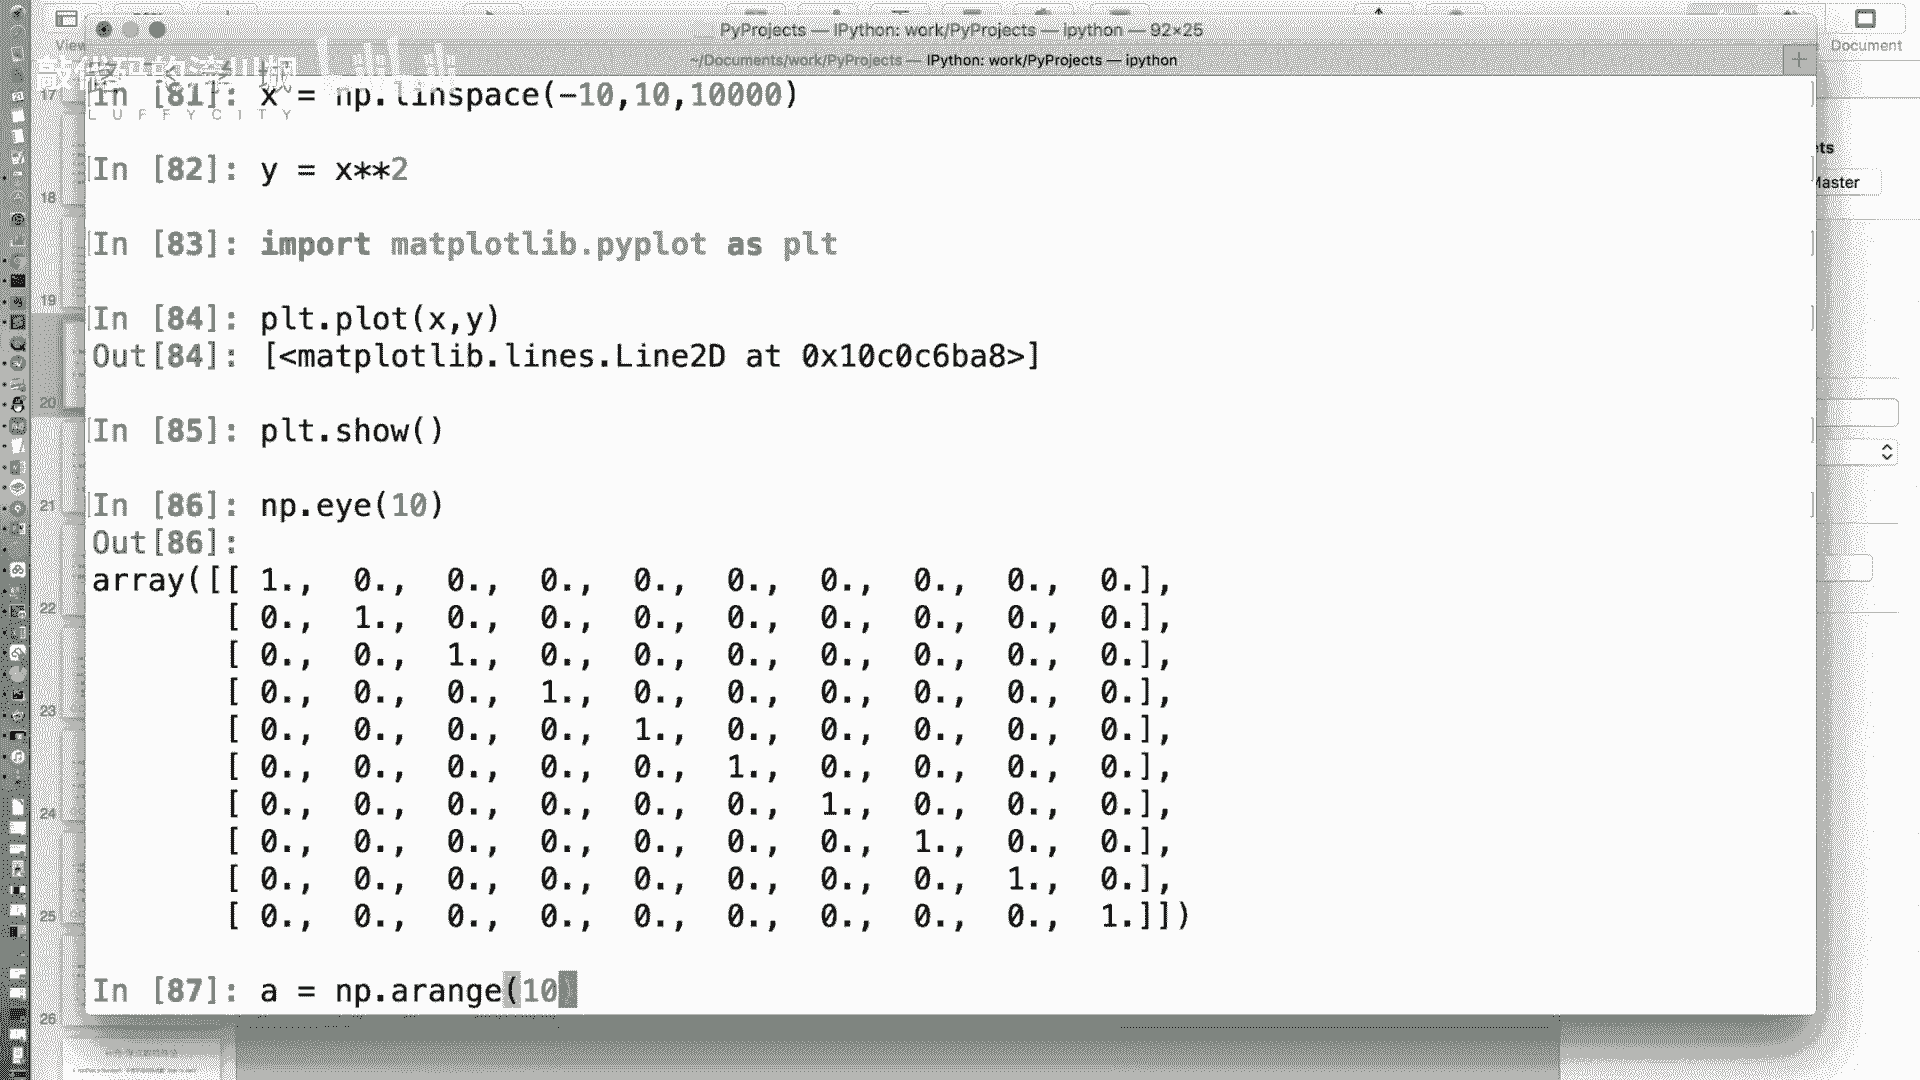 PyProjects — IPython: work/PyProjects — ipython — 92×25
View
Document
~/Documents/work/PyProjects —
IPython: work/PyProjects — ipython
LUFFYCITY
In [81]: x = np.linspace(-10,10,10000)
In [82]: y = x**2
In [83]: import matplotlib.pyplot as plt
In [84]: plt.plot(x,y)
Out[84]: [<matplotlib.lines.Line2D at 0x10c0c6ba8>]
In [85]: plt.show()
In [86]: np.eye(10)
Out[86]:
array([[ 1., 0., 0., 0., 0., 0., 0., 0., 0., 0.],
[ 0., 1., 0., 0., 0., 0., 0., 0., 0., 0.],
[ 0., 0., 1., 0., 0., 0., 0., 0., 0., 0.],
[ 0., 0., 0., 1., 0., 0., 0., 0., 0., 0.],
[ 0., 0., 0., 0., 1., 0., 0., 0., 0., 0.],
[ 0., 0., 0., 0., 0., 1., 0., 0., 0., 0.],
[ 0., 0., 0., 0., 0., 0., 1., 0., 0., 0.],
[ 0., 0., 0., 0., 0., 0., 0., 1., 0., 0.],
[ 0., 0., 0., 0., 0., 0., 0., 0., 1., 0.],
[ 0., 0., 0., 0., 0., 0., 0., 0., 0., 1.]])
In [87]: a = np.arange(10)
17
18
19
20
21
22
23
24
25
26
Master